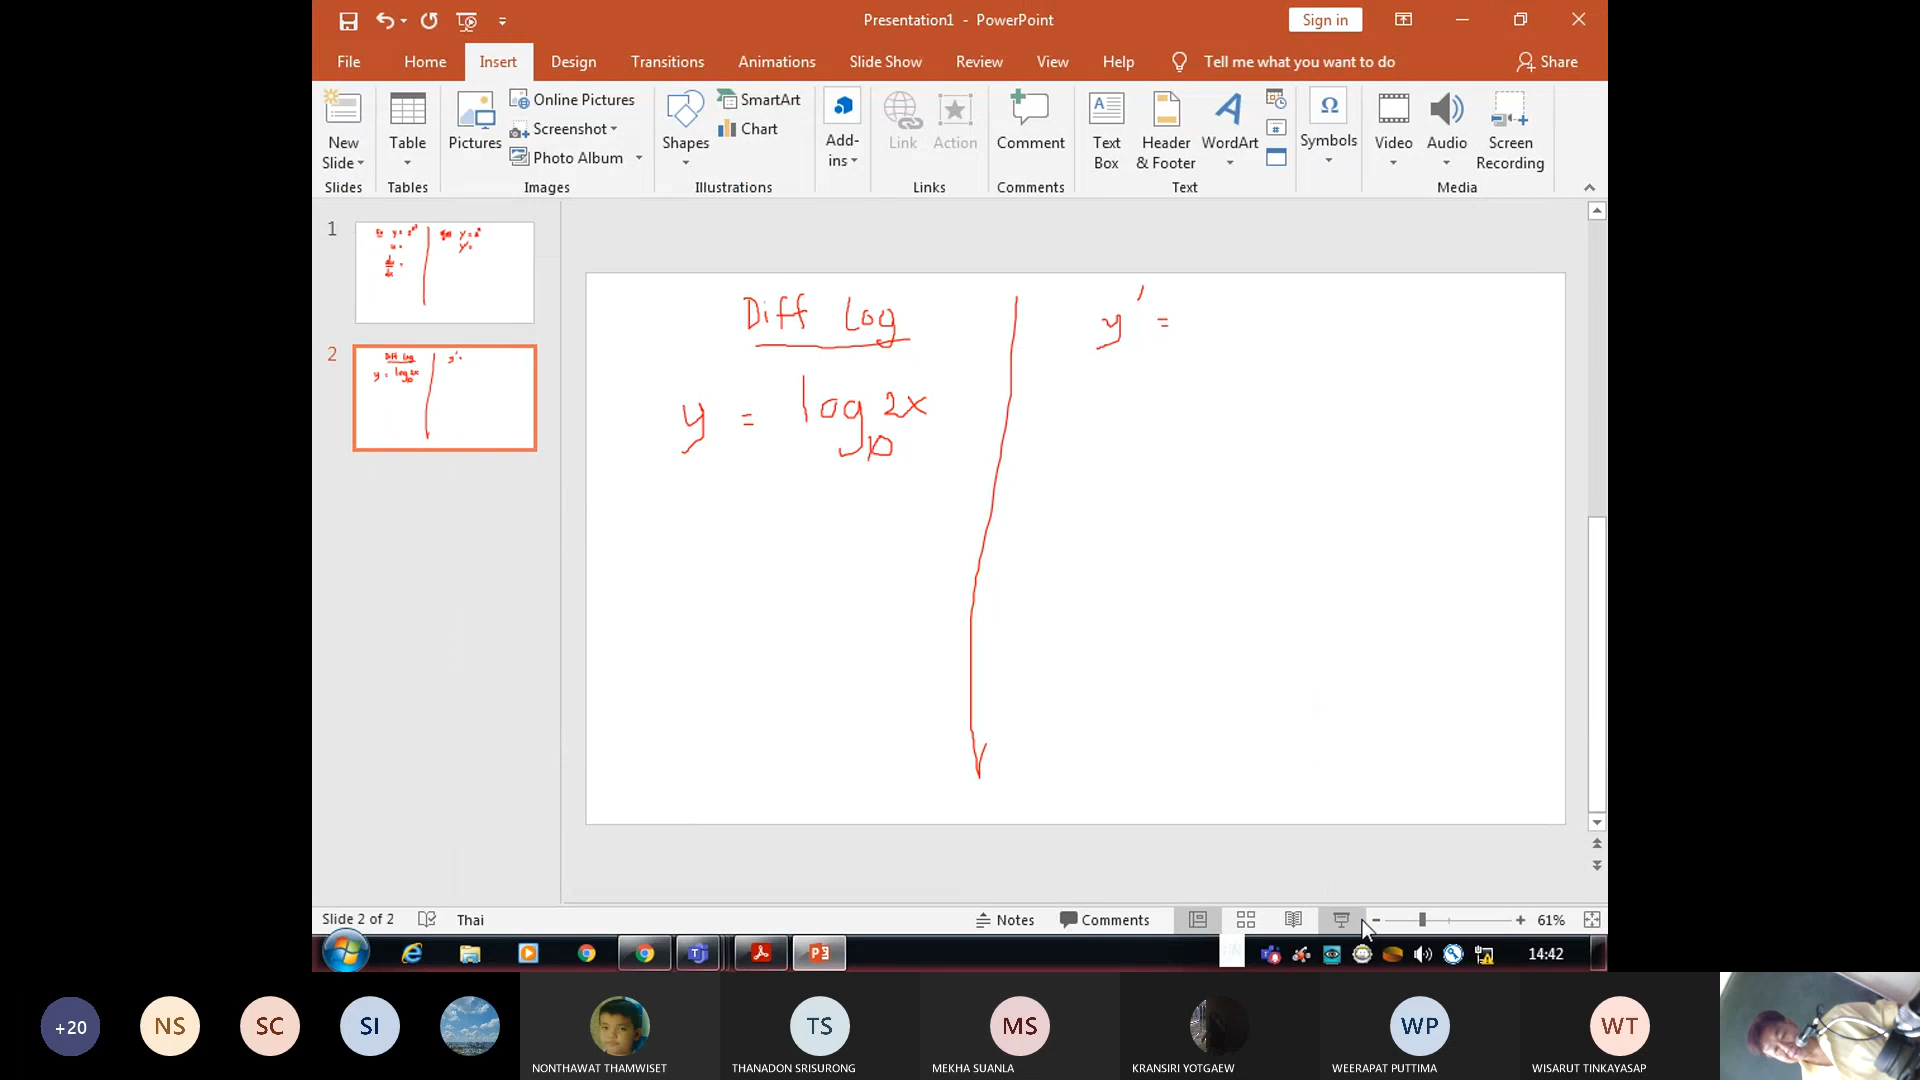 Presentation1 - PowerPoint
Sign in
File Home Insert Design Transitions Animations Slide Show Review View Help Tell me what you want to do Share
New Slide
Slides
Table
Tables
Pictures
Online Pictures
Screenshot
Photo Album
Images
Shapes
SmartArt
Chart
Illustrations
Add-ins
Link
Action
Links
Comment
Comments
Text Box
Header & Footer
WordArt
Text
Symbols
Video
Audio
Screen Recording
Media
1
2
Diff Log
y = log 2x
y' =
Diff Log
y = log₁₀ 2x
y' =
Slide 2 of 2
Thai
Notes
Comments
61%
14:42
+20
NS
SC
SI
NONTHAWAT THAMWISET
TS
THANADON SRISURONG
MS
MEKHA SUANLA
KRANSIRI YOTGAEW
WP
WEERAPAT PUTTIMA
WT
WISARUT TINKAYASAP